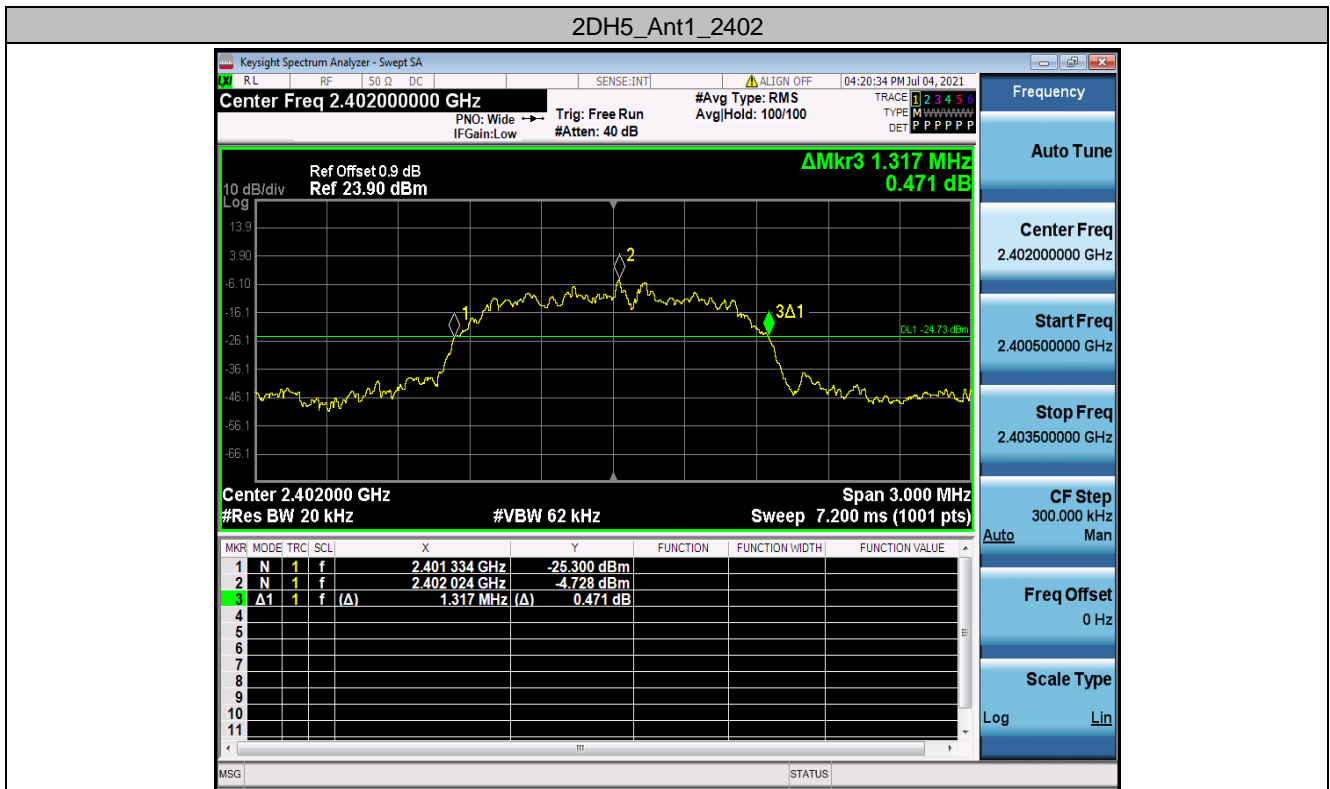 2DH5_Ant1_2402
Keysight Spectrum Analyzer - Swept SA
LXI RL RF 50 Ω DC SENSE:INT ALIGN OFF 04:20:34 PM Jul 04, 2021
Center Freq 2.402000000 GHz #Avg Type: RMS TRACE 1 2 3 4 5 6
PNO: Wide Trig: Free Run Avg|Hold: 100/100 TYPE M WWWWW
IFGain:Low #Atten: 40 dB DET P P P P P P
Frequency
Auto Tune
Center Freq
2.402000000 GHz
Start Freq
2.400500000 GHz
Stop Freq
2.403500000 GHz
CF Step
300.000 kHz
Auto Man
Freq Offset
0 Hz
Scale Type
Log Lin
ΔMkr3 1.317 MHz
0.471 dB
Ref Offset 0.9 dB
10 dB/div Ref 23.90 dBm
Log
13.9
3.90
-6.10
-16.1
-26.1
-36.1
-46.1
-56.1
-66.1
1
2
3Δ1
DL1 -24.73 dBm
Center 2.402000 GHz Span 3.000 MHz
#Res BW 20 kHz #VBW 62 kHz Sweep 7.200 ms (1001 pts)
MKR MODE TRC SCL X Y FUNCTION FUNCTION WIDTH FUNCTION VALUE
1 N 1 f 2.401 334 GHz -25.300 dBm
2 N 1 f 2.402 024 GHz -4.728 dBm
3 Δ1 1 f (Δ) 1.317 MHz (Δ) 0.471 dB
4
5
6
7
8
9
10
11
MSG STATUS